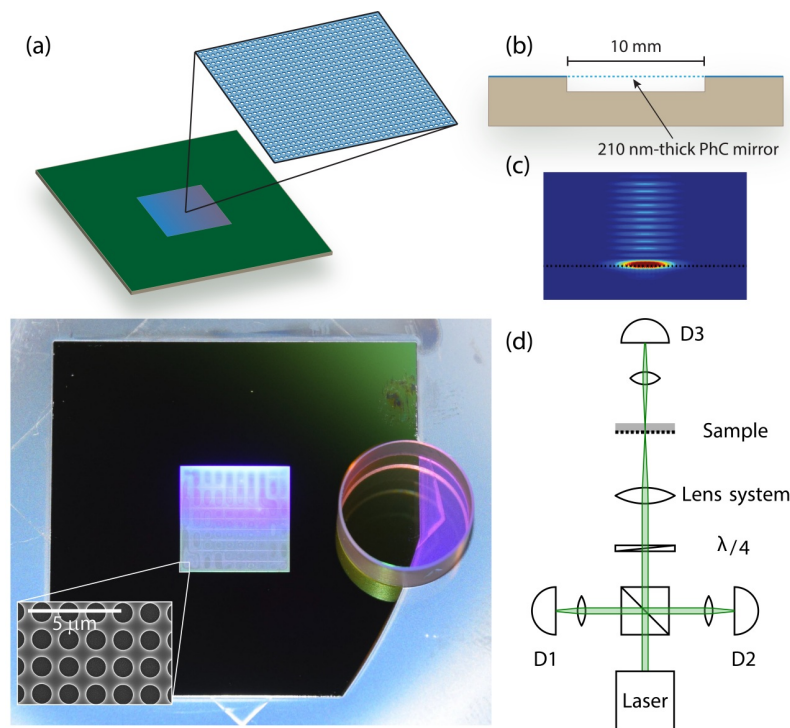 (a)
(b)
10 mm
210 nm-thick PhC mirror
(c)
(d)
D3
Sample
Lens system
λ/4
D1
D2
Laser
5 μm